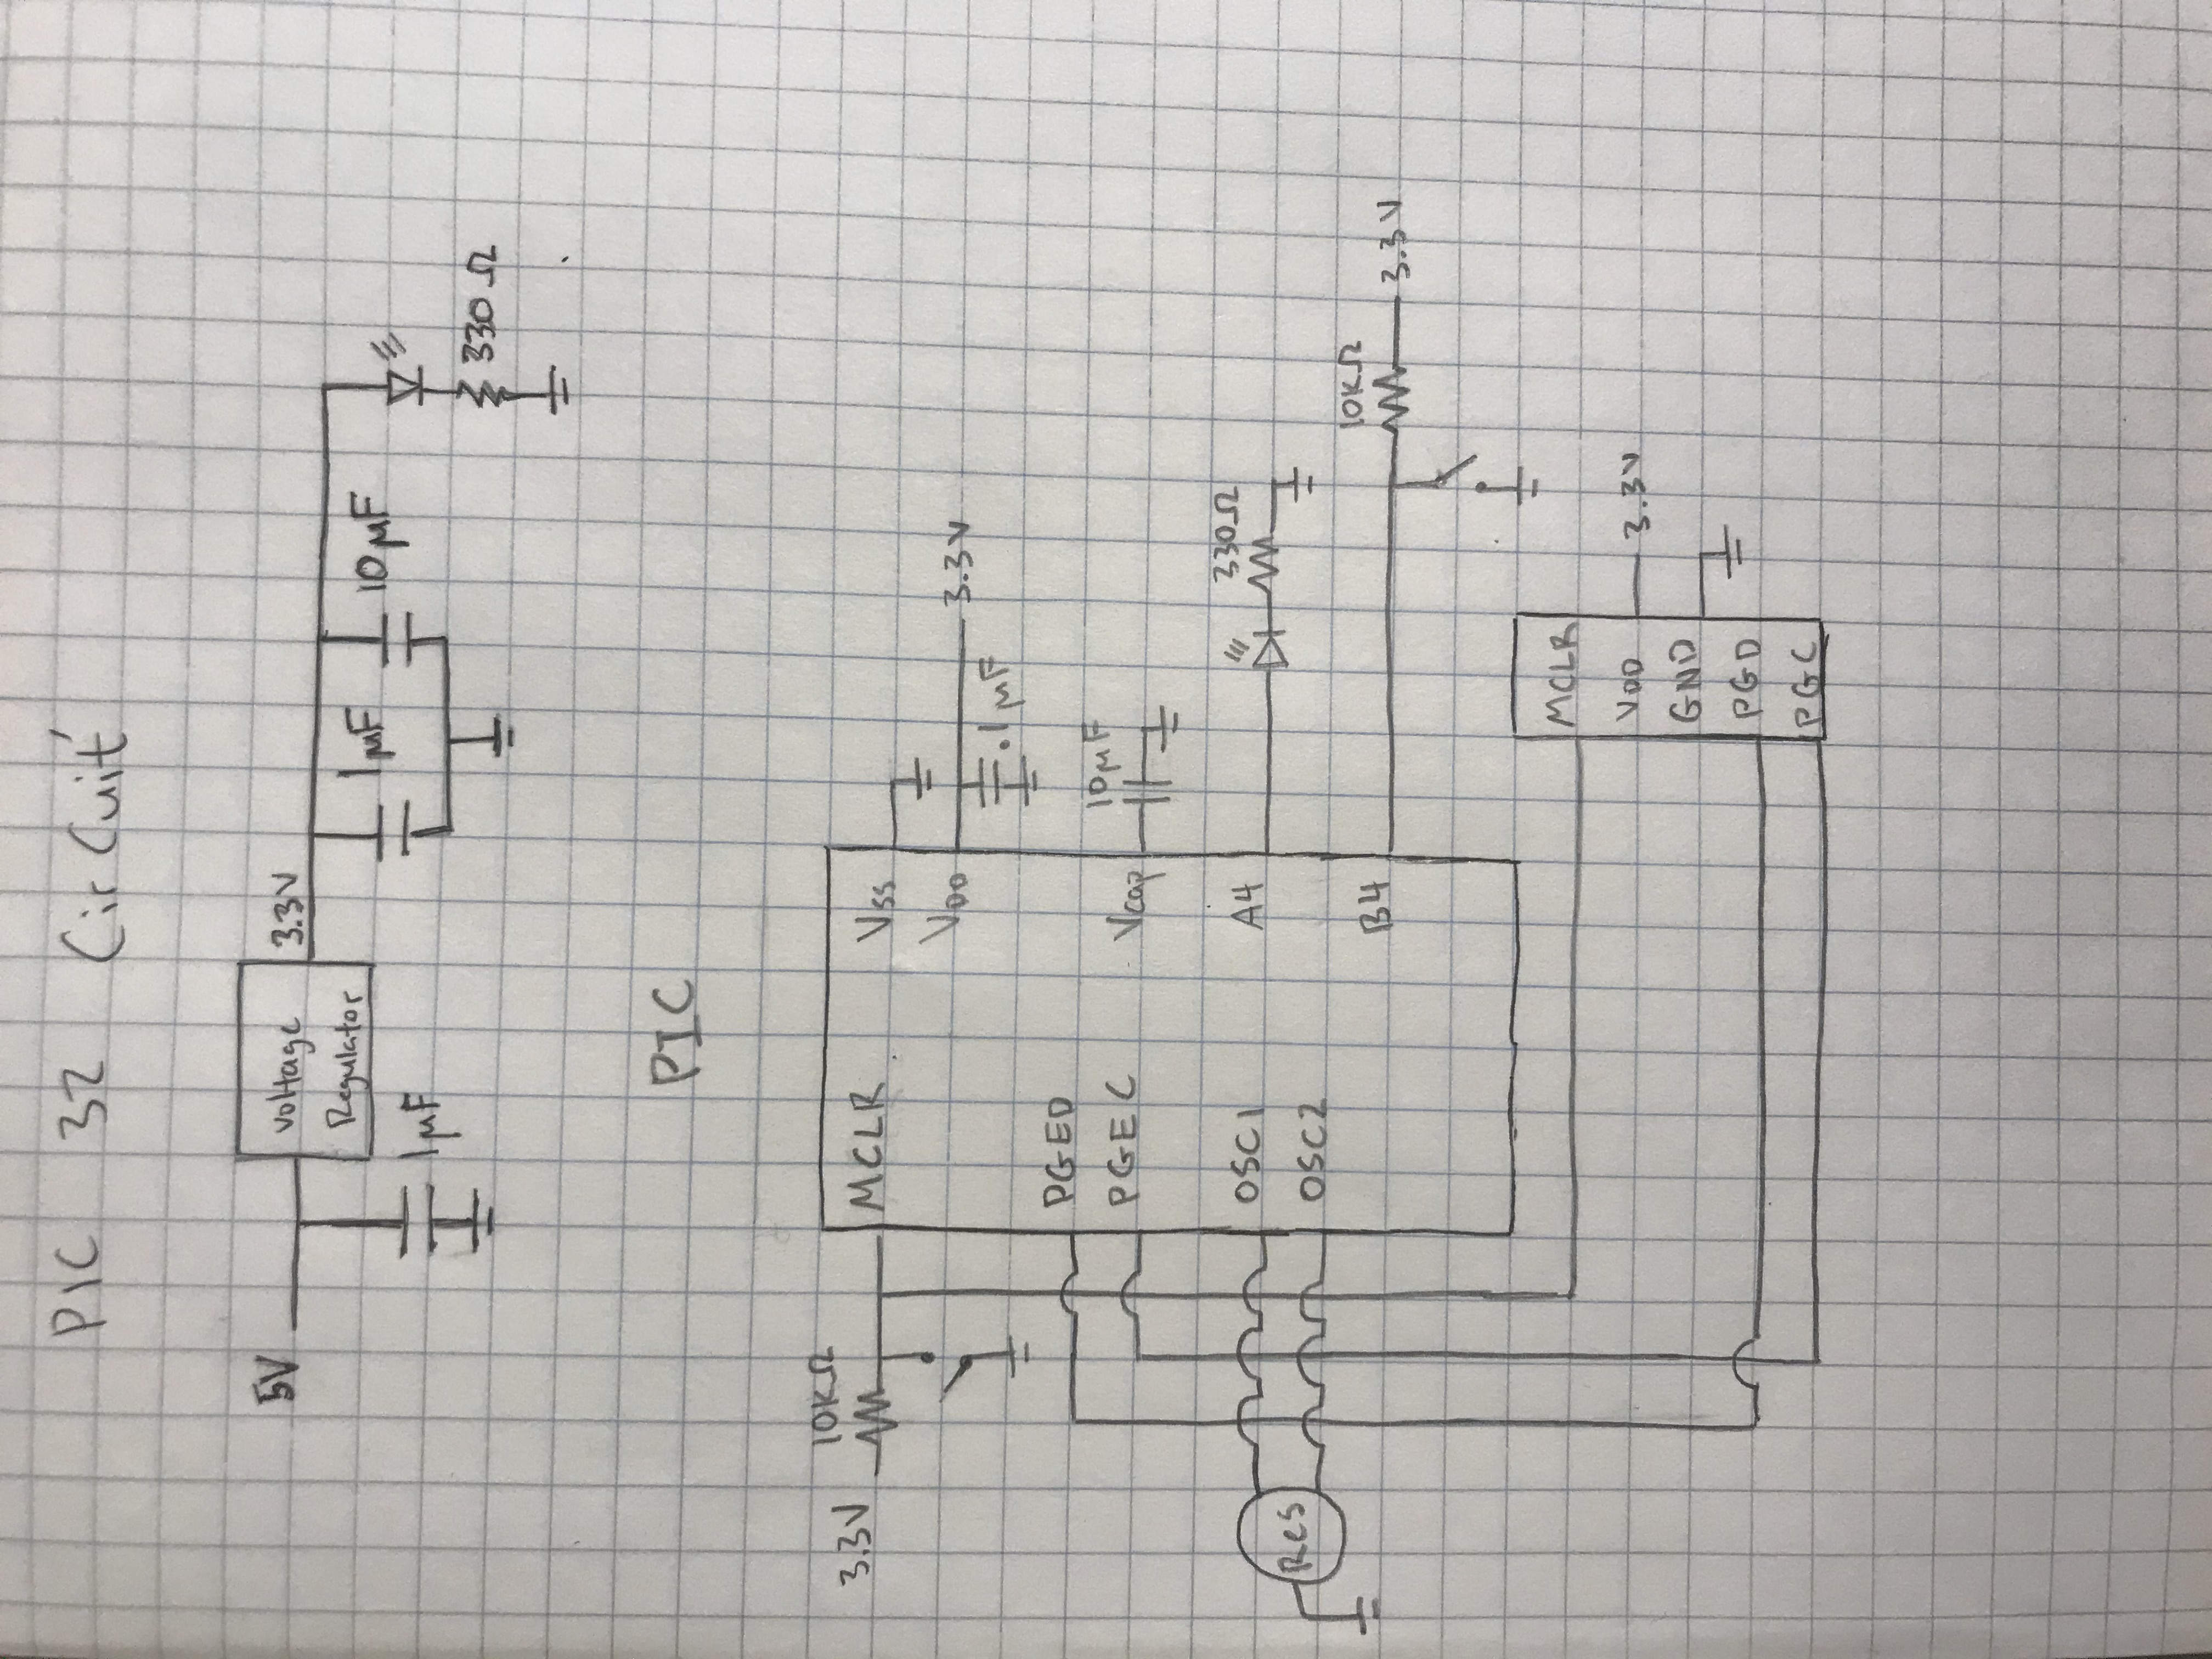 PIC 32 Circuit
5V
Voltage
Regulator
3.3V
1μF
1μF
10μF
330Ω
PIC
10KΩ
3.3V
MCLR
VSS
VDD
3.3V
.1μF
PGED
PGEC
Vcap
10μF
OSC1
OSC2
Res
A4
330Ω
B4
10KΩ
3.3V
MCLR
VDD
3.3V
GND
PGD
PGC